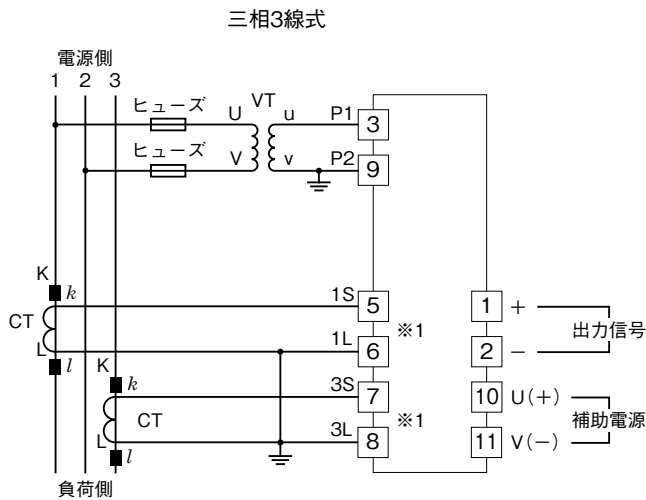 三相3線式
電源側
1 2 3
ヒューズ U VT u P1 3
ヒューズ V v P2 9
K k 1S 5 1 +
CT ※1 出力信号
L l 1L 6 2 −
K k 3S 7 10 U(+)
CT ※1 補助電源
L l 3L 8 11 V(−)
負荷側